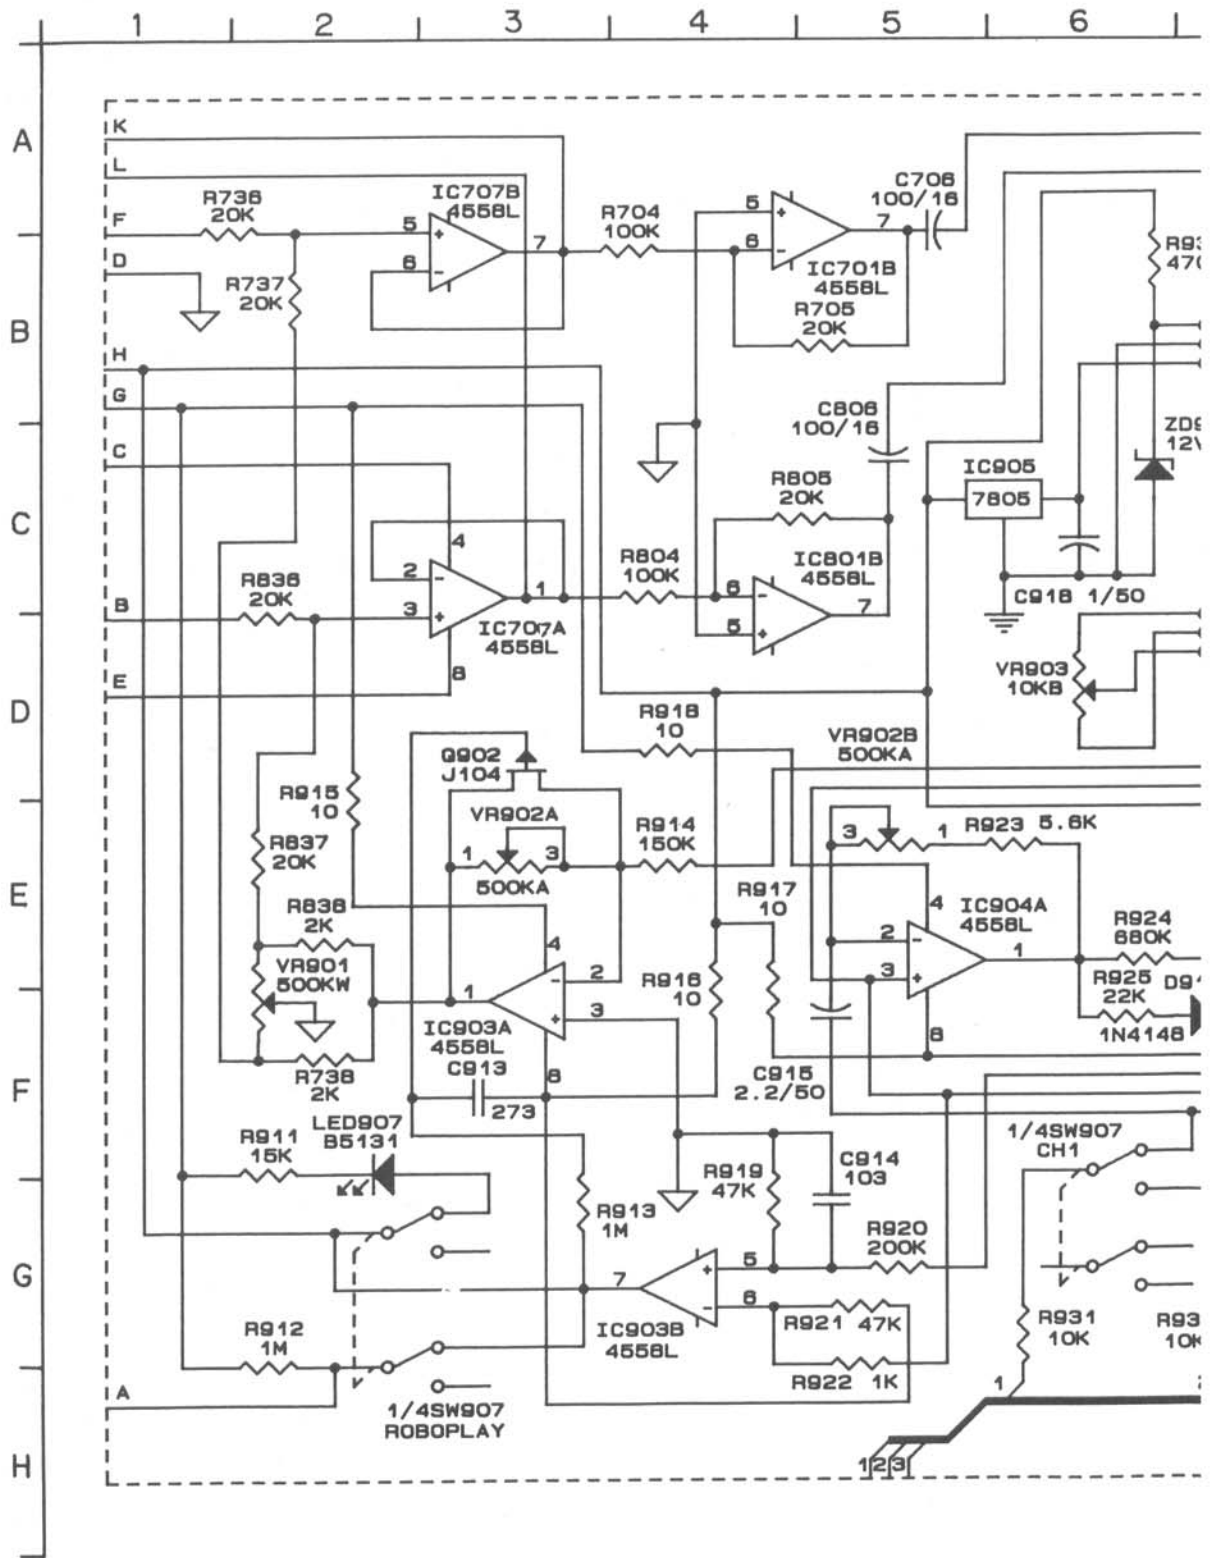 1 2 3 4 5 6
A
B
C
D
E
F
G
H
K
L
F
D
H
G
C
B
E
A
R736
20K
IC707B
4558L
5
6
7
R737
20K
R704
100K
5
6
7
C706
100/16
IC701B
4558L
R705
20K
R93
470
C806
100/16
ZD9
12V
IC905
7805
R805
20K
4
2
3
1
8
R836
20K
IC707A
4558L
R804
100K
IC801B
4558L
6
5
7
C918 1/50
VR903
10KB
R918
10
VR902B
500KA
Q902
J104
R915
10
VR902A
1 3
500KA
R914
150K
3 1
R923 5.6K
R837
20K
R917
10
IC904A
4558L
4
2
3
1
8
R924
680K
R838
2K
VR901
500KW
1
4
2
3
8
IC903A
4558L
R916
10
R925
22K
D91
1N4148
C913
273
R738
2K
C915
2.2/50
LED907
B5131
R911
15K
1/4SW907
CH1
R919
47K
C914
103
R913
1M
R920
200K
7
5
6
IC903B
4558L
R921 47K
R922 1K
R931
10K
R93
10K
R912
1M
1/4SW907
ROBOPLAY
1
123